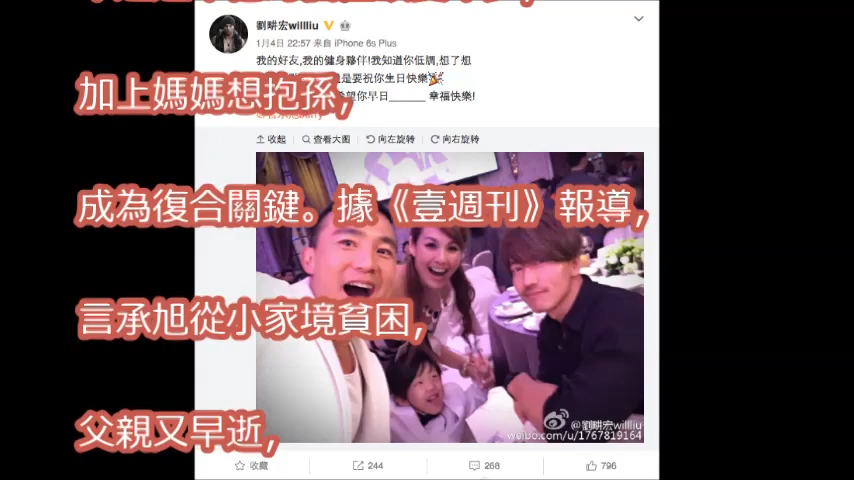 劉畊宏willliu
1月4日 22:57 来自 iPhone 6s Plus
我的好友,我的健身夥伴!我知道你低調,想了想
是要祝你生日快樂
加上媽媽想抱孫,
望你早日______ 幸福快樂!
收起 查看大图 向左旋转 向右旋转
成為復合關鍵。據《壹週刊》報導,
言承旭從小家境貧困,
父親又早逝,
@劉畊宏willliu
weibo.com/u/1767819164
收藏 244 268 796